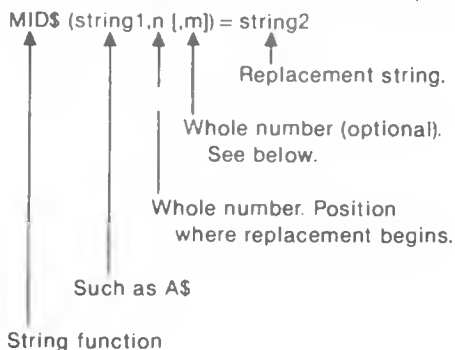 MID$ (string1,n [,m]) = string2
Replacement string.
Whole number (optional).
See below.
Whole number. Position
where replacement begins.
Such as A$
String function